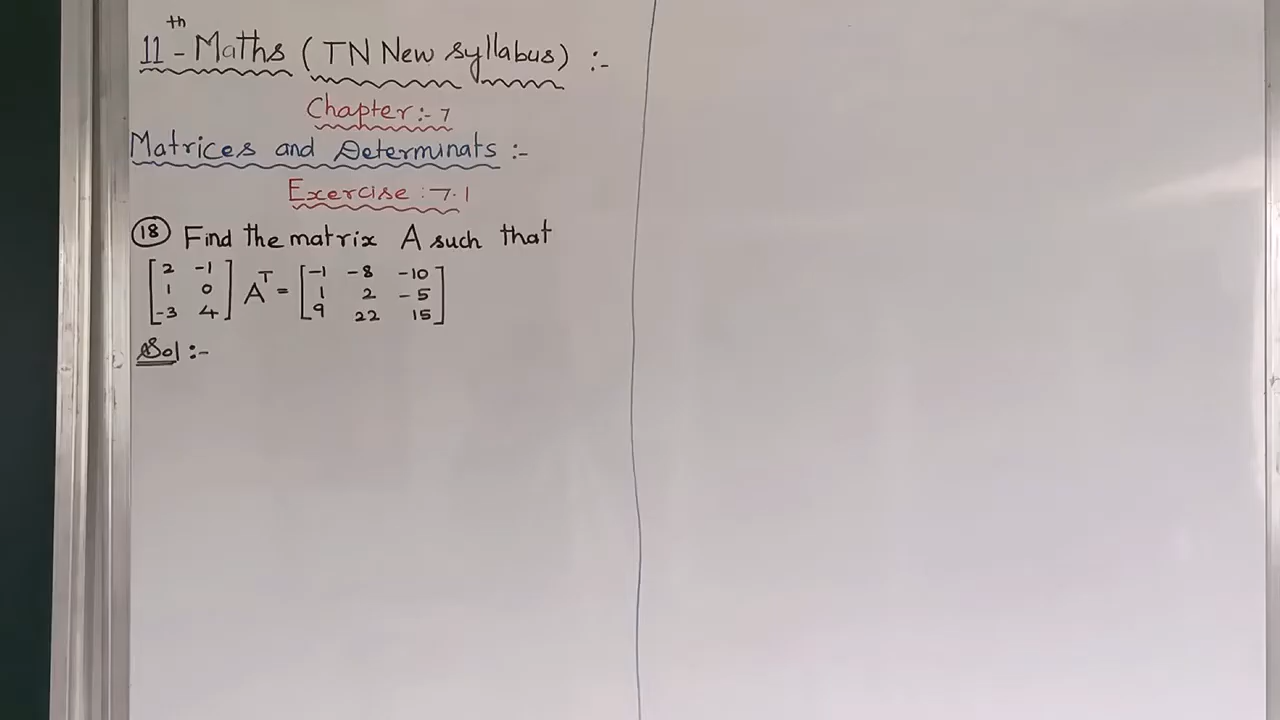 11th - Maths (TN New syllabus) :-
Chapter :- 7
Matrices and Determinats :-
Exercise : 7.1
18 Find the matrix A such that
[2 -1
1 0
-3 4] A^T = [-1 -8 -10
1 2 -5
9 22 15]
Sol :-